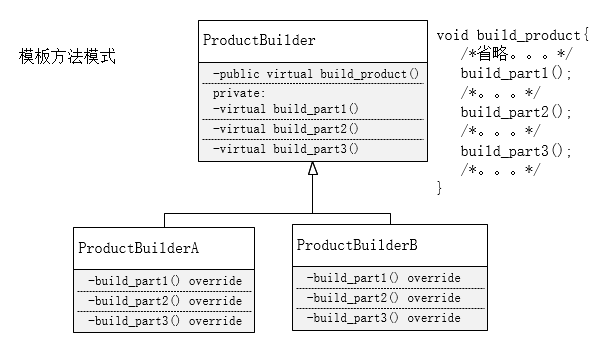 模板方法模式
ProductBuilder
-public virtual build_product()
private:
-virtual build_part1()
-virtual build_part2()
-virtual build_part3()
void build_product{
/*省略。。。*/
build_part1();
/*。。。*/
build_part2();
/*。。。*/
build_part3();
/*。。。*/
}
ProductBuilderA
-build_part1() override
-build_part2() override
-build_part3() override
ProductBuilderB
-build_part1() override
-build_part2() override
-build_part3() override